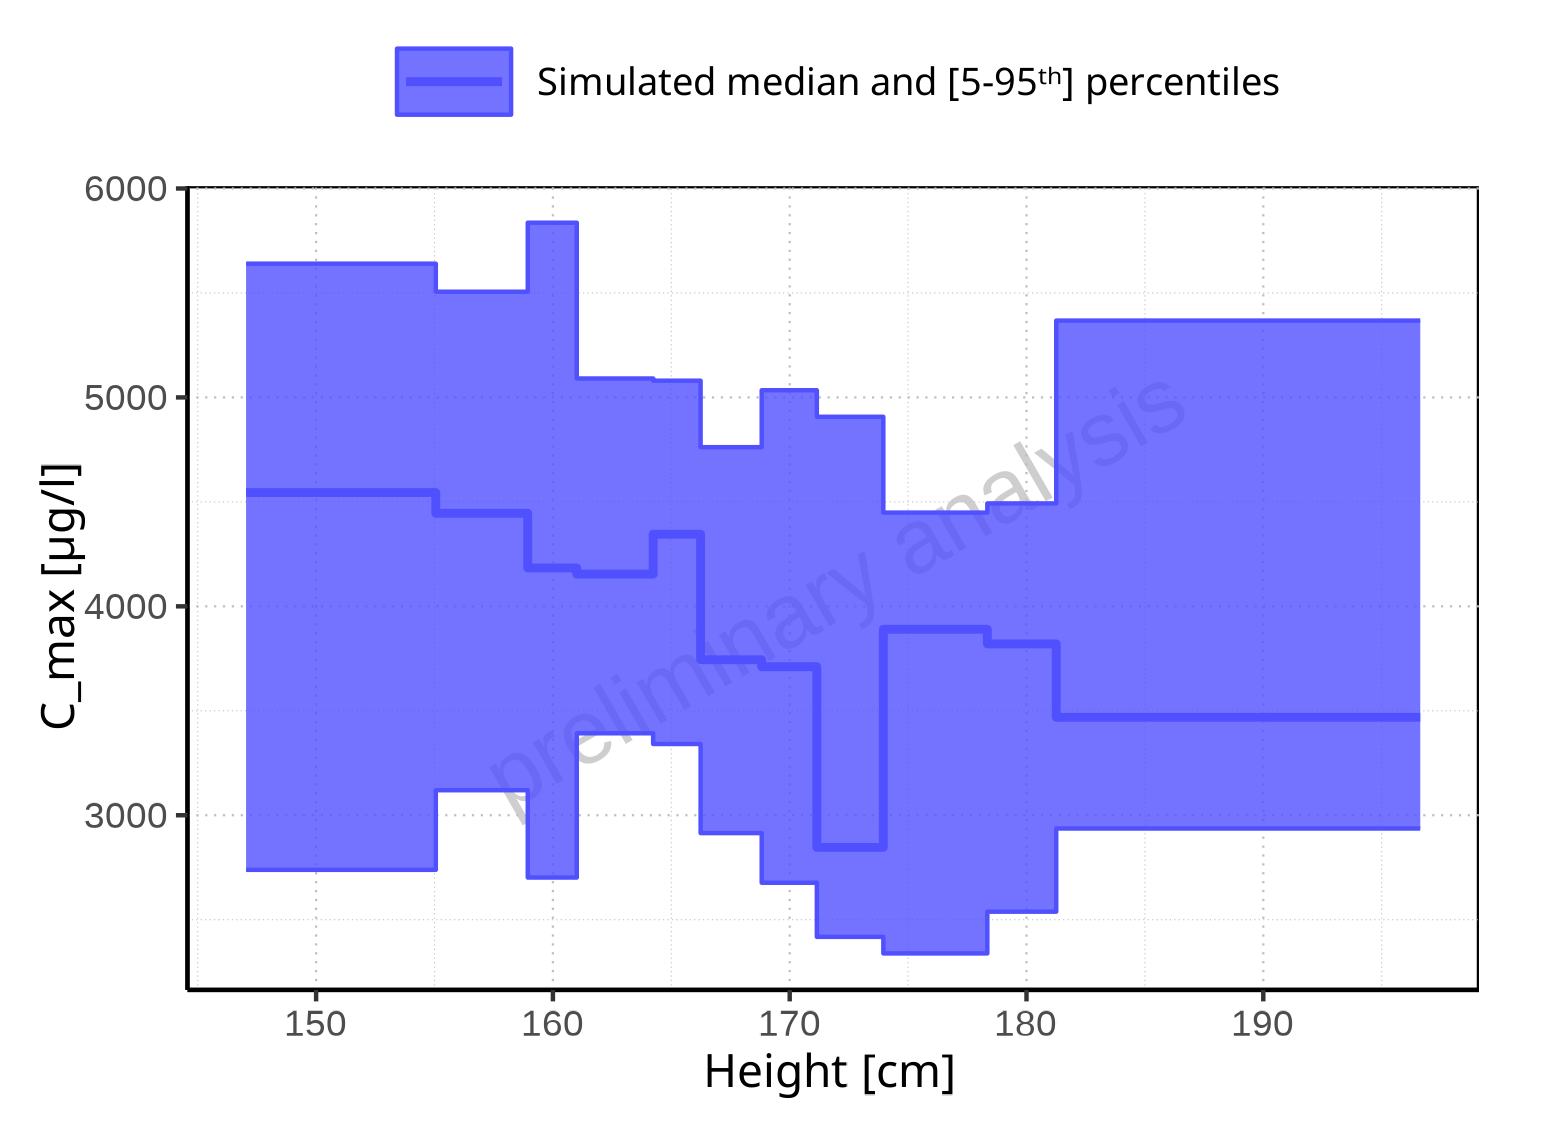 Simulated median and [5-95ᵗʰ] percentiles
6000
5000
4000
3000
C_max [µg/l]
preliminary analysis
150 160 170 180 190
Height [cm]